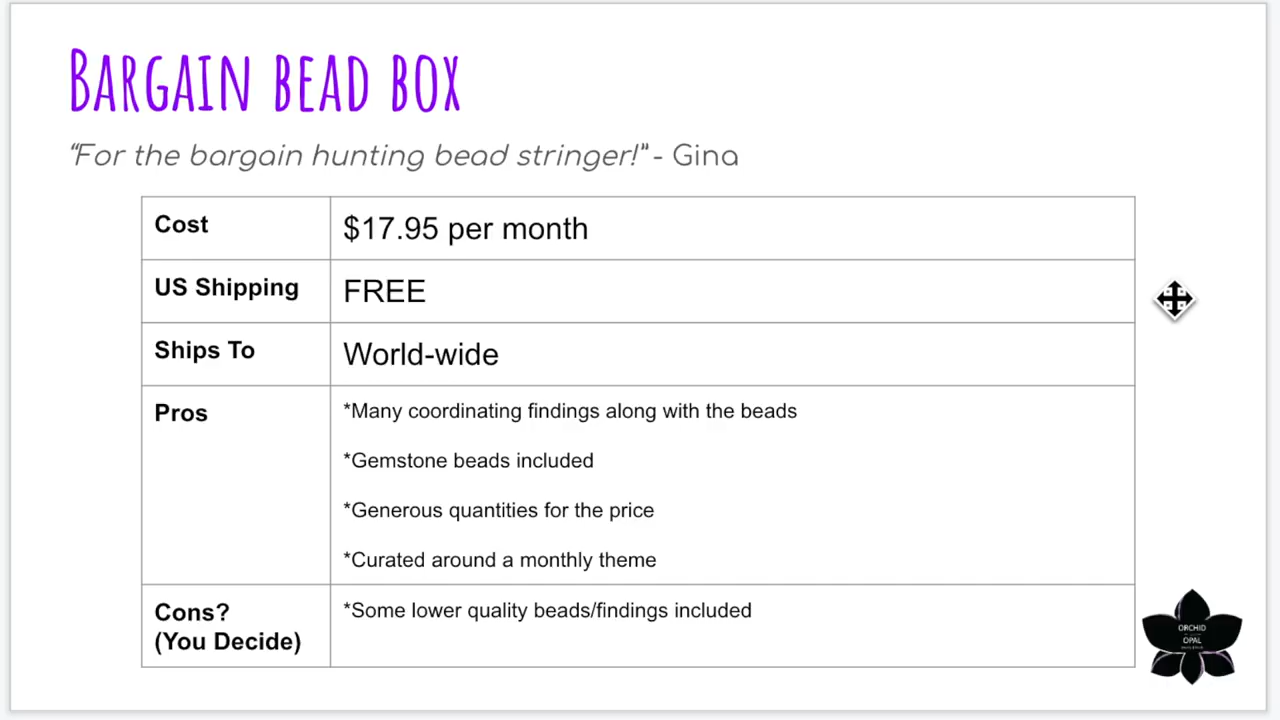 BARGAIN BEAD BOX
“For the bargain hunting bead stringer!” - Gina
Cost
$17.95 per month
US Shipping
FREE
Ships To
World-wide
Pros
*Many coordinating findings along with the beads
*Gemstone beads included
*Generous quantities for the price
*Curated around a monthly theme
Cons?
(You Decide)
*Some lower quality beads/findings included
ORCHID
OPAL